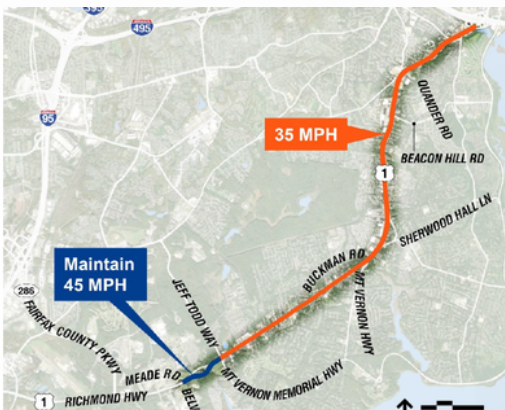 495
495
95
QUANDER RD
35 MPH
BEACON HILL RD
1
SHERWOOD HALL LN
Maintain
45 MPH
BUCKMAN RD
JEFF TODD WAY
MT VERNON HWY
286
FAIRFAX COUNTY PKWY
MEADE RD
MT VERNON MEMORIAL HWY
1
RICHMOND HWY